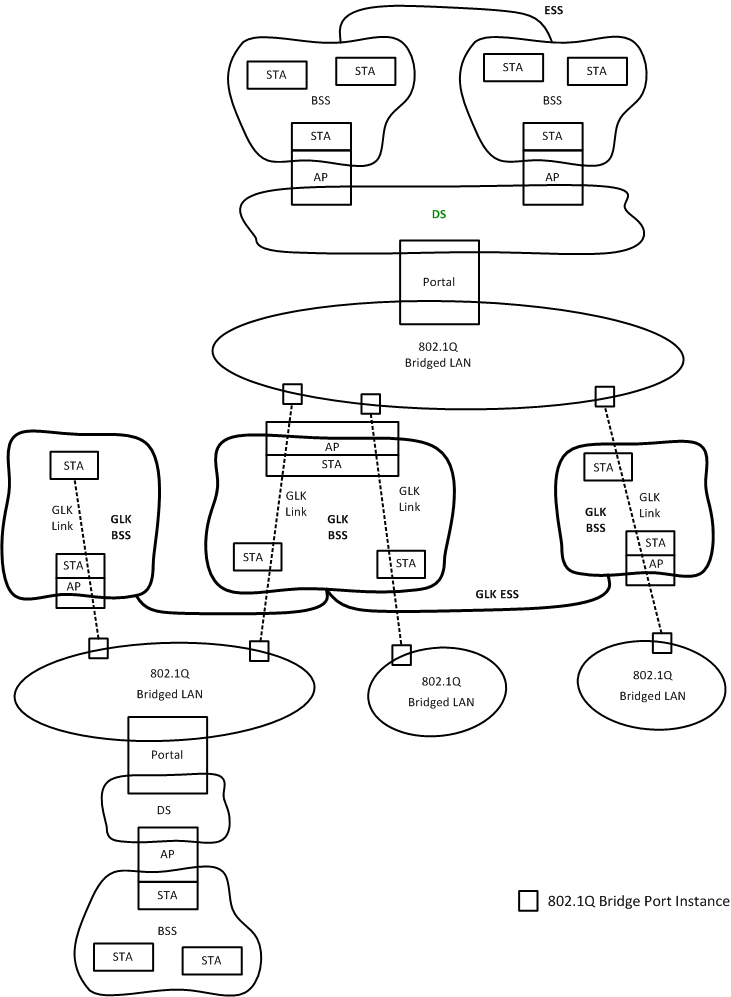 ESS
STA
STA
STA
STA
BSS
BSS
STA
STA
AP
AP
DS
Portal
802.1Q
Bridged LAN
AP
STA
STA
STA
GLK
Link
GLK
BSS
GLK
Link
GLK
BSS
GLK
Link
GLK
BSS
GLK
Link
STA
AP
STA
STA
STA
AP
GLK ESS
802.1Q
Bridged LAN
802.1Q
Bridged LAN
802.1Q
Bridged LAN
Portal
DS
AP
STA
BSS
STA
STA
802.1Q Bridge Port Instance